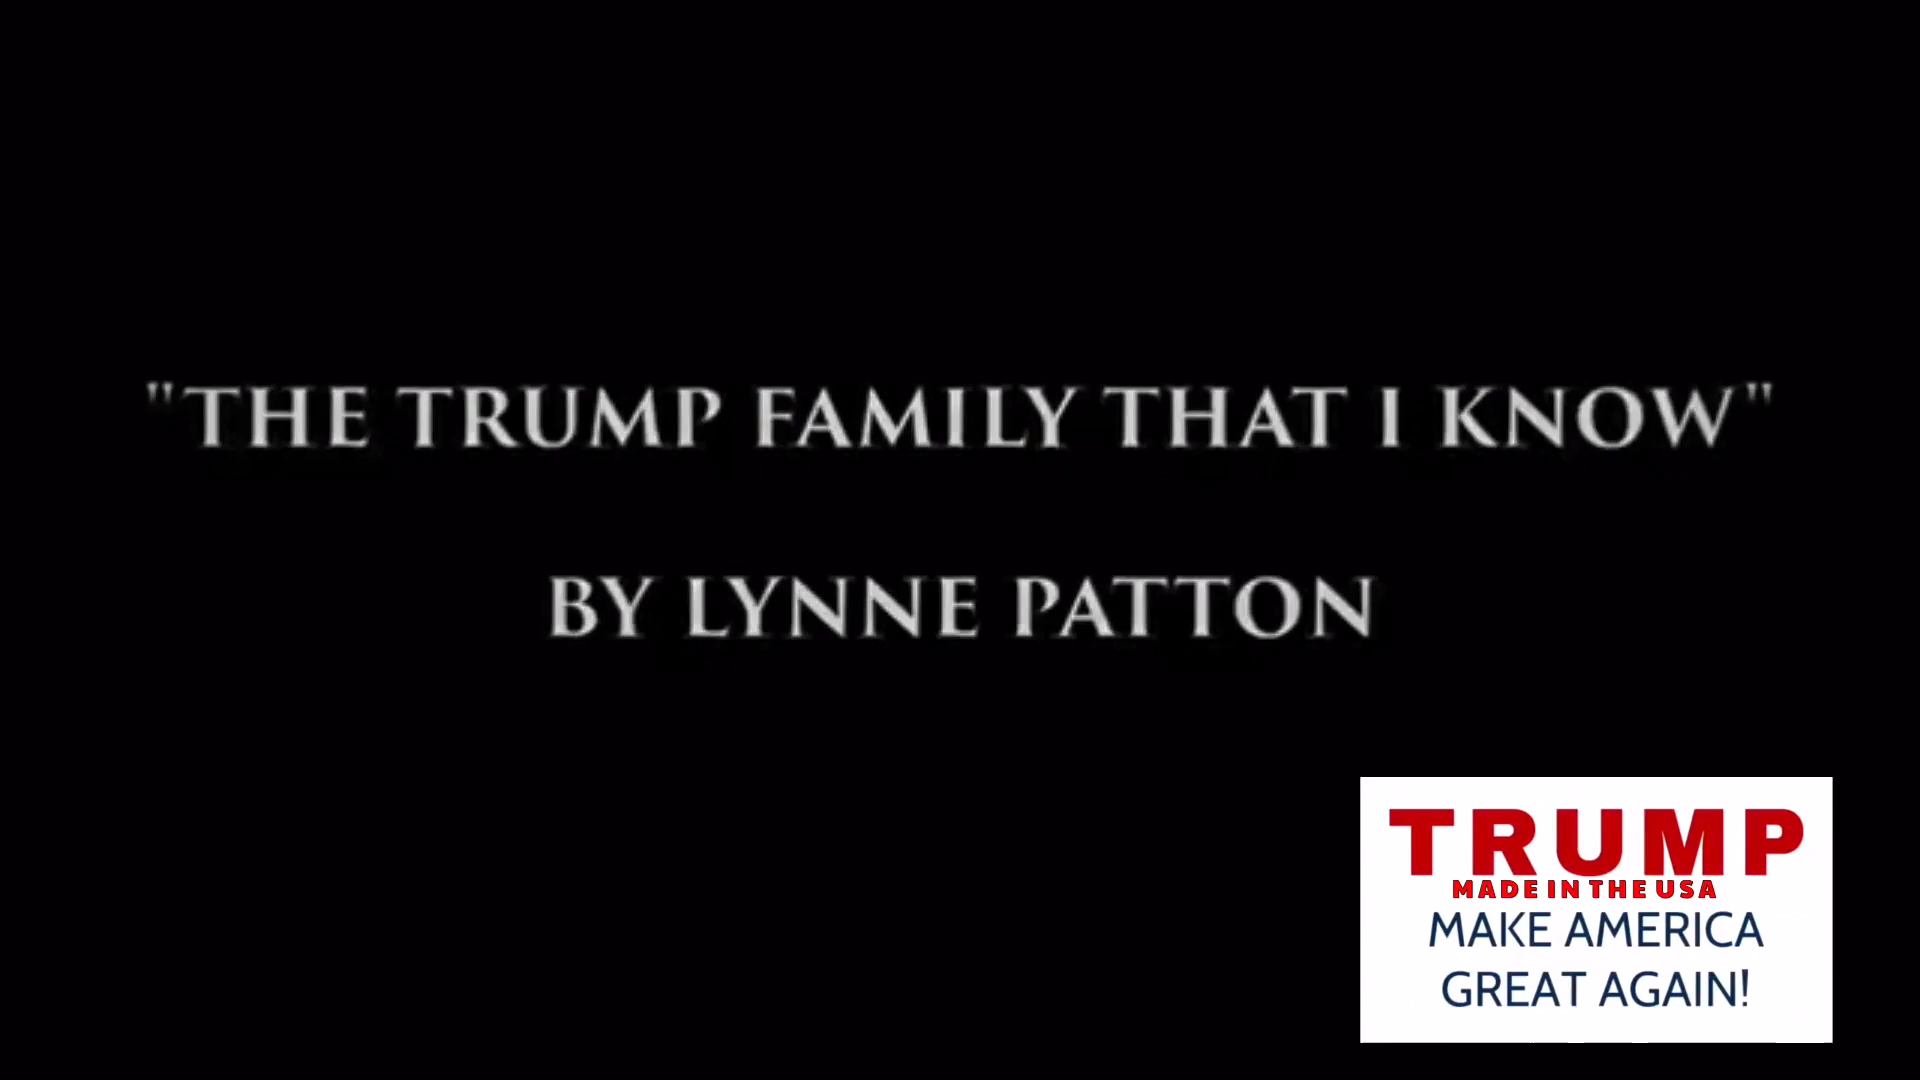 "THE TRUMP FAMILY THAT I KNOW"
BY LYNNE PATTON
TRUMP
MADE IN THE USA
MAKE AMERICA
GREAT AGAIN!